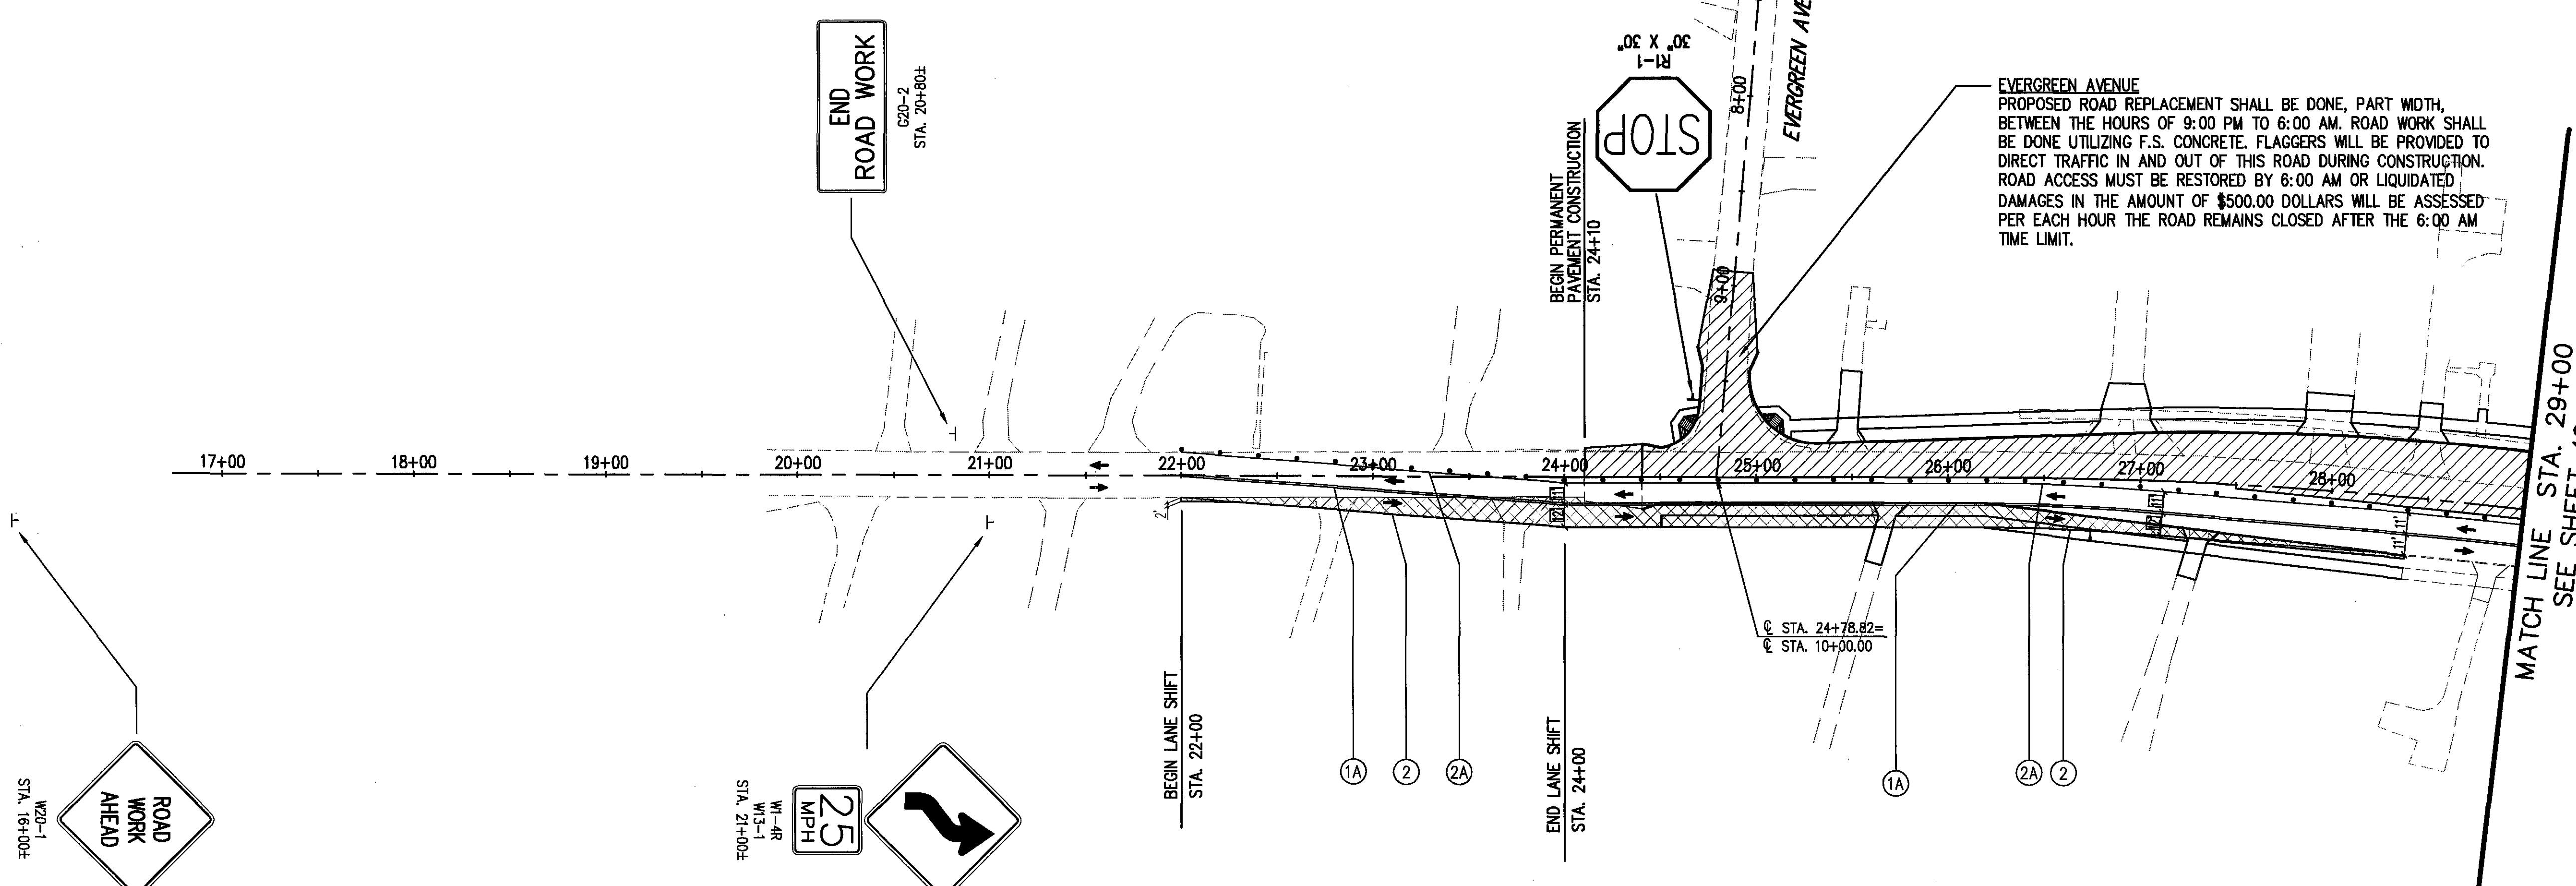 END
ROAD WORK
G20-2
STA. 20+80±
R1-1
30" X 30"
STOP
EVERGREEN AVE
8+00
9+00
BEGIN PERMANENT
PAVEMENT CONSTRUCTION
STA. 24+10
EVERGREEN AVENUE
PROPOSED ROAD REPLACEMENT SHALL BE DONE, PART WIDTH,
BETWEEN THE HOURS OF 9:00 PM TO 6:00 AM. ROAD WORK SHALL
BE DONE UTILIZING F.S. CONCRETE. FLAGGERS WILL BE PROVIDED TO
DIRECT TRAFFIC IN AND OUT OF THIS ROAD DURING CONSTRUCTION.
ROAD ACCESS MUST BE RESTORED BY 6:00 AM OR LIQUIDATED
DAMAGES IN THE AMOUNT OF $500.00 DOLLARS WILL BE ASSESSED
PER EACH HOUR THE ROAD REMAINS CLOSED AFTER THE 6:00 AM
TIME LIMIT.
17+00 18+00 19+00 20+00 21+00 22+00 23+00 24+00 25+00 26+00 27+00 28+00
2'
11
12
11
12
11'
11'
℄ STA. 24+78.82=
℄ STA. 10+00.00
BEGIN LANE SHIFT
STA. 22+00
1A 2 2A
END LANE SHIFT
STA. 24+00
1A 2A 2
MATCH LINE STA. 29+00
SEE SHEET
ROAD
WORK
AHEAD
W20-1
STA. 16+00±
25
MPH
W1-4R
W13-1
STA. 21+00±